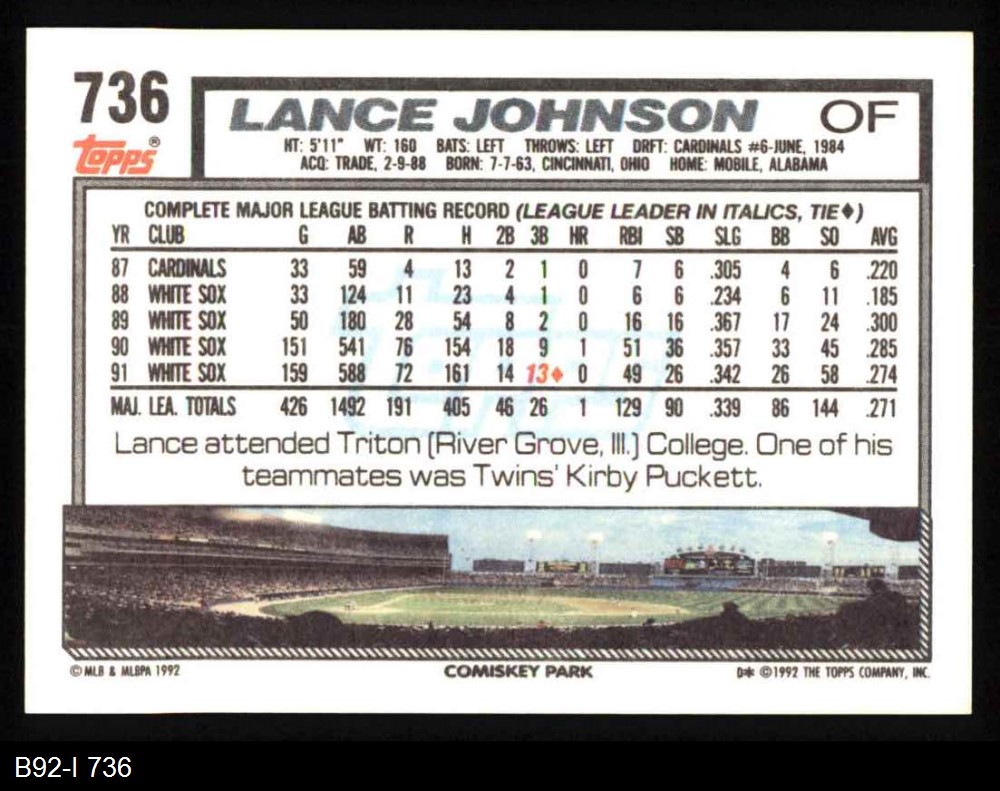 736
LANCE JOHNSON OF
Topps®
HT: 5'11" WT: 160 BATS: LEFT THROWS: LEFT DRFT: CARDINALS #6-JUNE, 1984
ACQ: TRADE, 2-9-88 BORN: 7-7-63, CINCINNATI, OHIO HOME: MOBILE, ALABAMA
COMPLETE MAJOR LEAGUE BATTING RECORD (LEAGUE LEADER IN ITALICS, TIE♦)
YR CLUB G AB R H 2B 3B HR RBI SB SLG BB SO AVG
87 CARDINALS 33 59 4 13 2 1 0 7 6 .305 4 6 .220
88 WHITE SOX 33 124 11 23 4 1 0 6 6 .234 6 11 .185
89 WHITE SOX 50 180 28 54 8 2 0 16 16 .367 17 24 .300
90 WHITE SOX 151 541 76 154 18 9 1 51 36 .357 33 45 .285
91 WHITE SOX 159 588 72 161 14 13♦ 0 49 26 .342 26 58 .274
MAJ. LEA. TOTALS 426 1492 191 405 46 26 1 129 90 .339 86 144 .271
Lance attended Triton (River Grove, Ill.) College. One of his
teammates was Twins' Kirby Puckett.
© MLB & MLBPA 1992 COMISKEY PARK D* ©1992 THE TOPPS COMPANY, INC.
B92-I 736